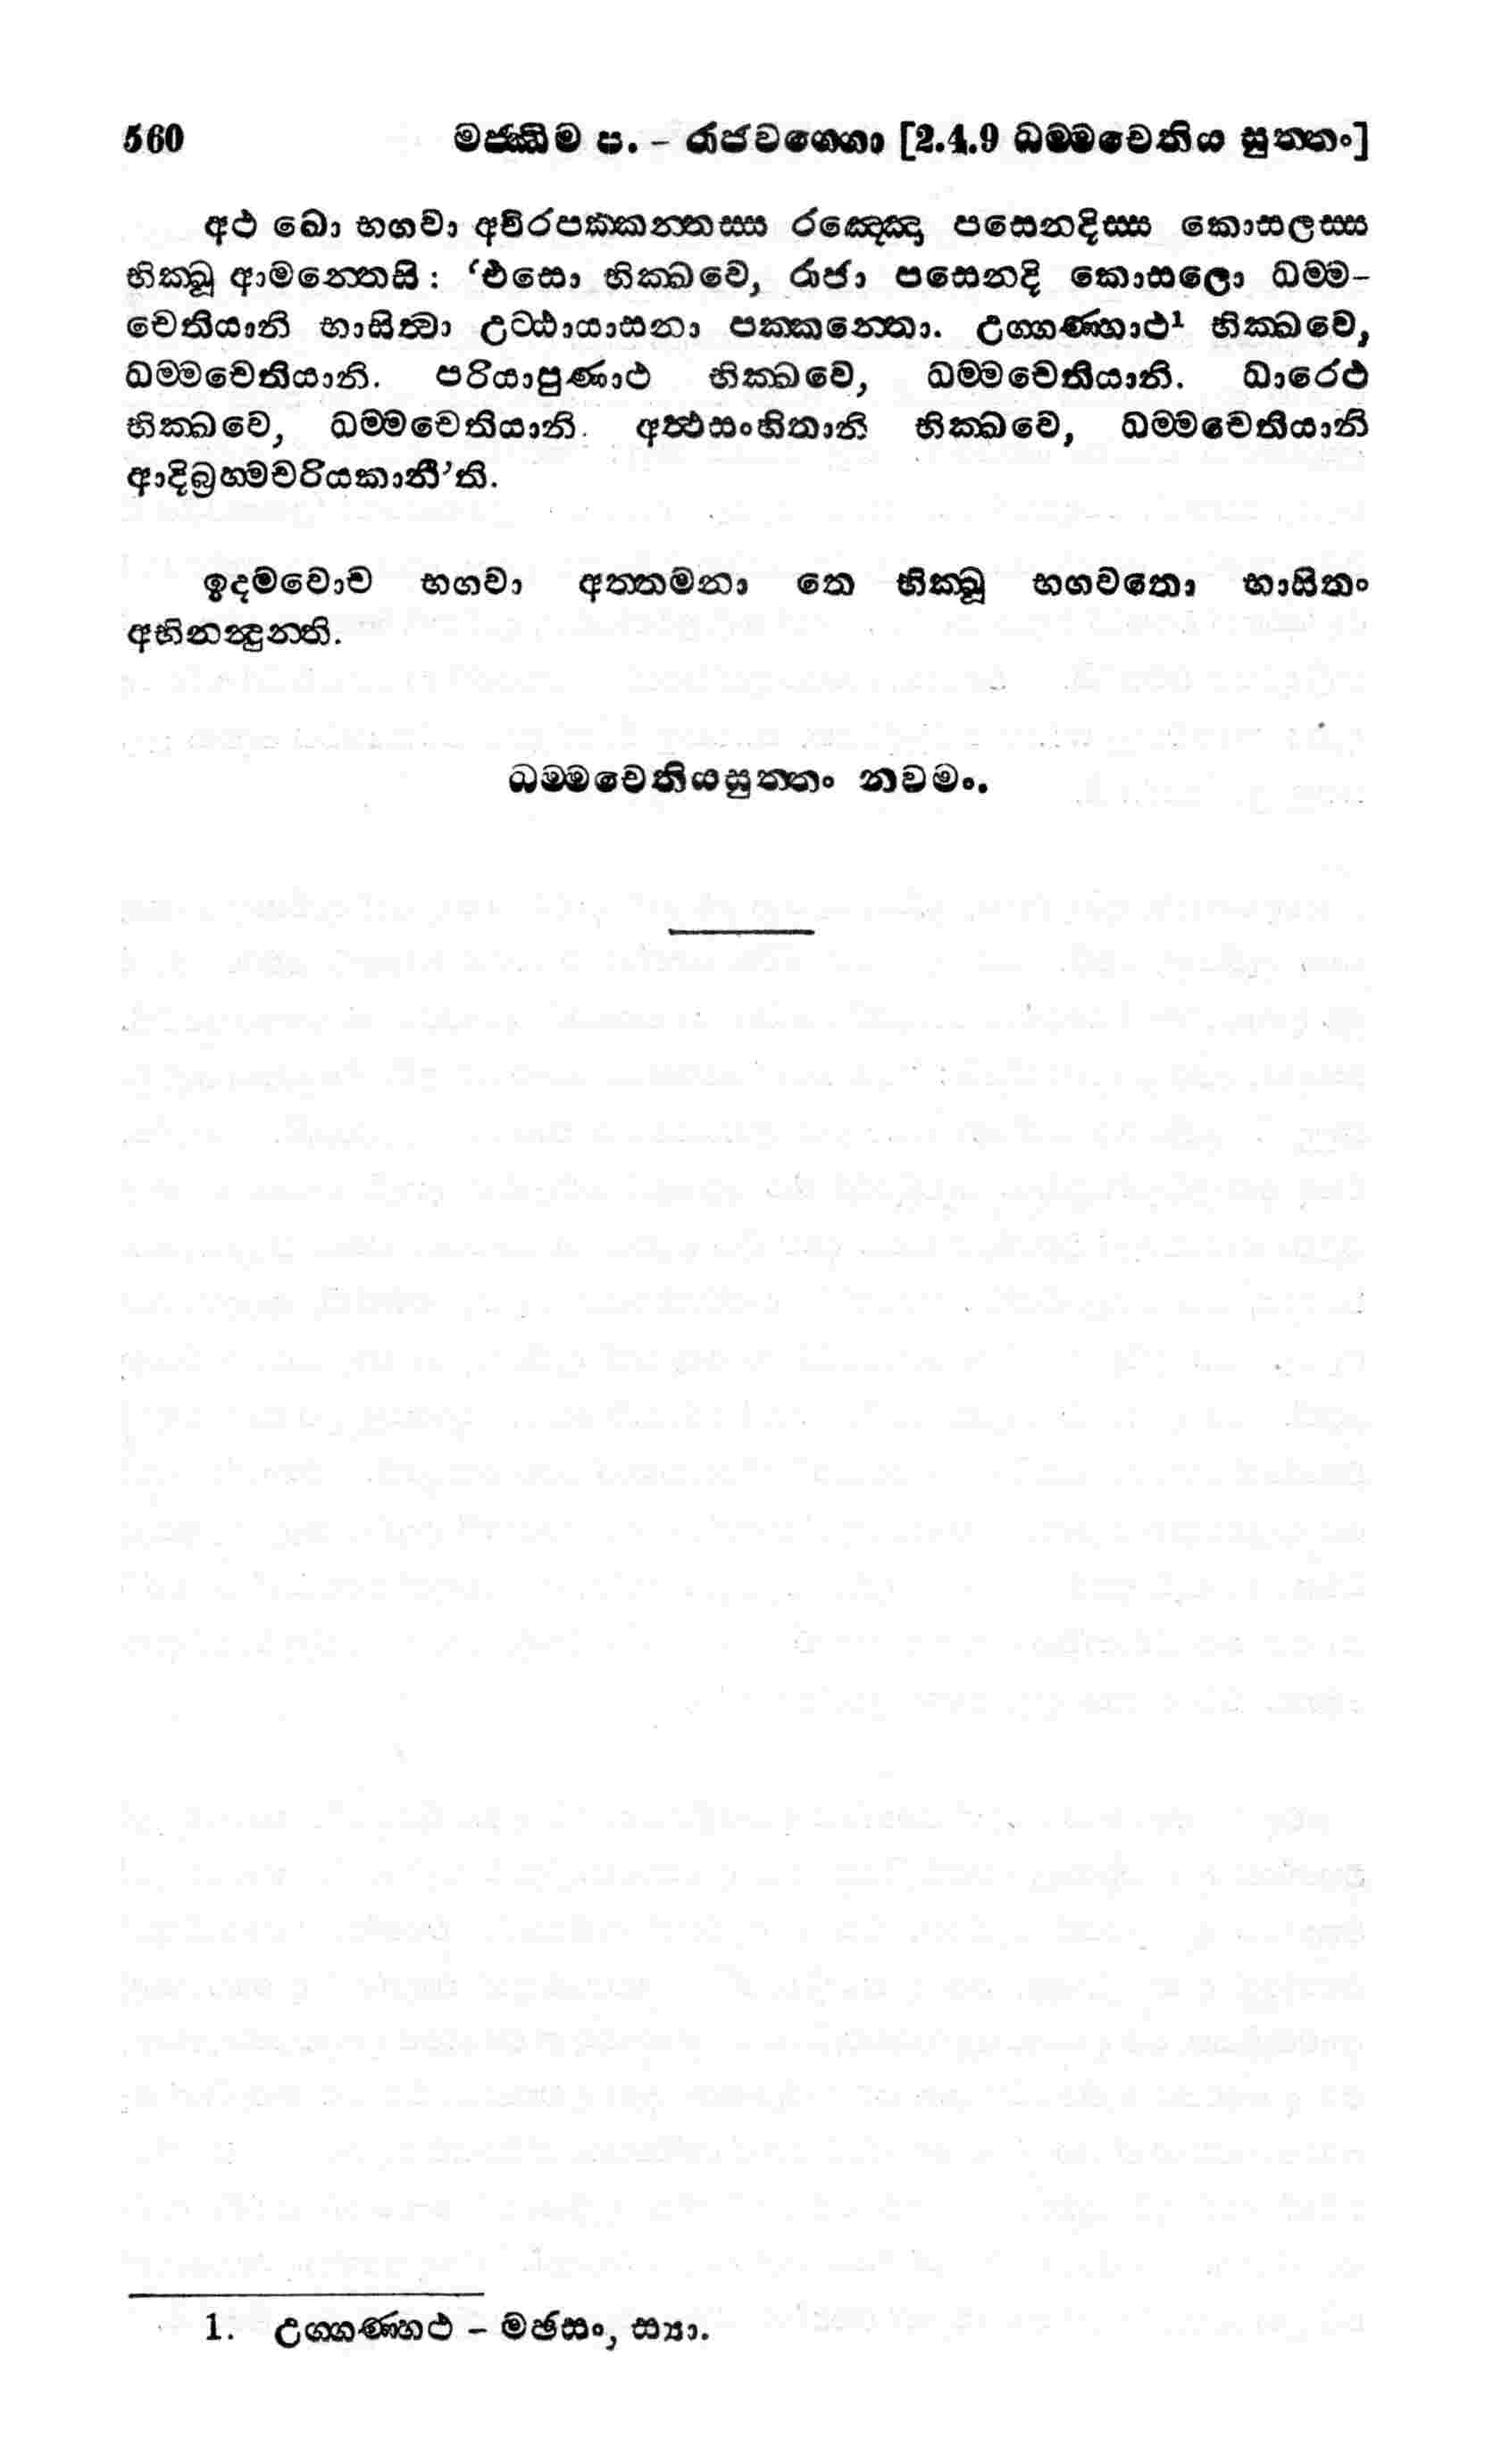 560 මජ්ඣිම ප. – රාජවග්ගො [2.4.9 ධම්මචෙතිය සුත්තං]
අථ ඛො භගවා අචිරපක්කන්තස්ස රඤ්ඤො පසෙනදිස්ස කොසලස්ස
භික්ඛූ ආමන්තෙසි: ‘එසො භික්ඛවෙ, රාජා පසෙනදි කොසලො ධම්ම-
චෙතියානි භාසිත්වා උට්ඨායාසනා පක්කන්තො. උග්ගණ්හාථ¹ භික්ඛවෙ,
ධම්මචෙතියානි. පරියාපුණාථ භික්ඛවෙ, ධම්මචෙතියානි. ධාරෙථ
භික්ඛවෙ, ධම්මචෙතියානි. අත්ථසංහිතානි භික්ඛවෙ, ධම්මචෙතියානි
ආදිබ්‍රහ්මචරියකානී’ති.
ඉදමවොච භගවා අත්තමනා තෙ භික්ඛූ භගවතො භාසිතං
අභිනන්දුන්ති.
ධම්මචෙතියසුත්තං නවමං.
1. උග්ගණ්හථ – මඡසං, ස්‍යා.